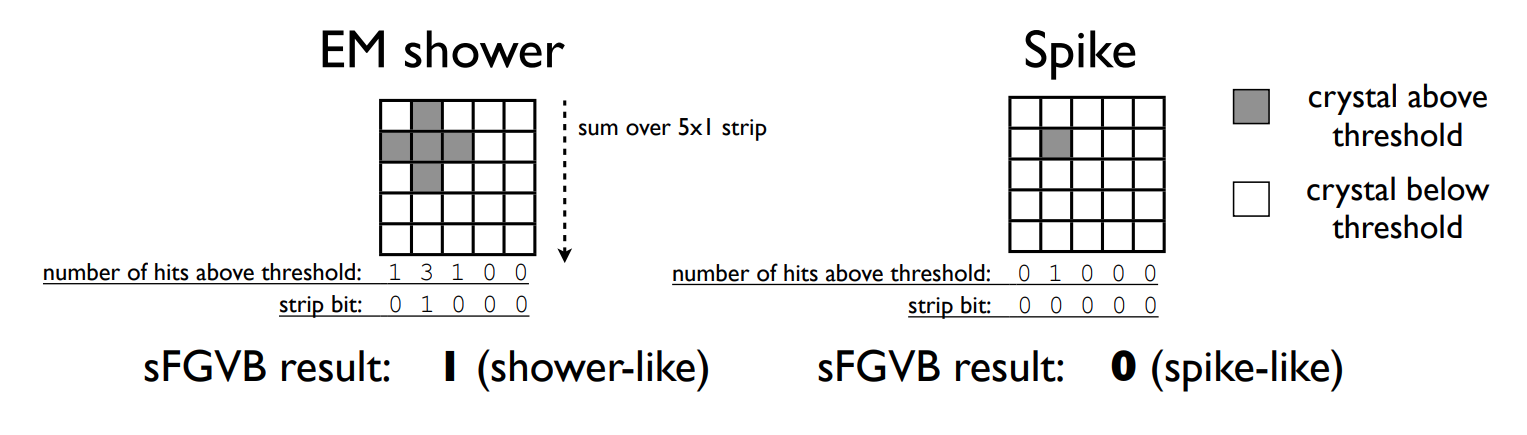 EM shower
sum over 5x1 strip
number of hits above threshold: 1 3 1 0 0
strip bit: 0 1 0 0 0
sFGVB result: 1 (shower-like)
Spike
number of hits above threshold: 0 1 0 0 0
strip bit: 0 0 0 0 0
sFGVB result: 0 (spike-like)
crystal above
threshold
crystal below
threshold